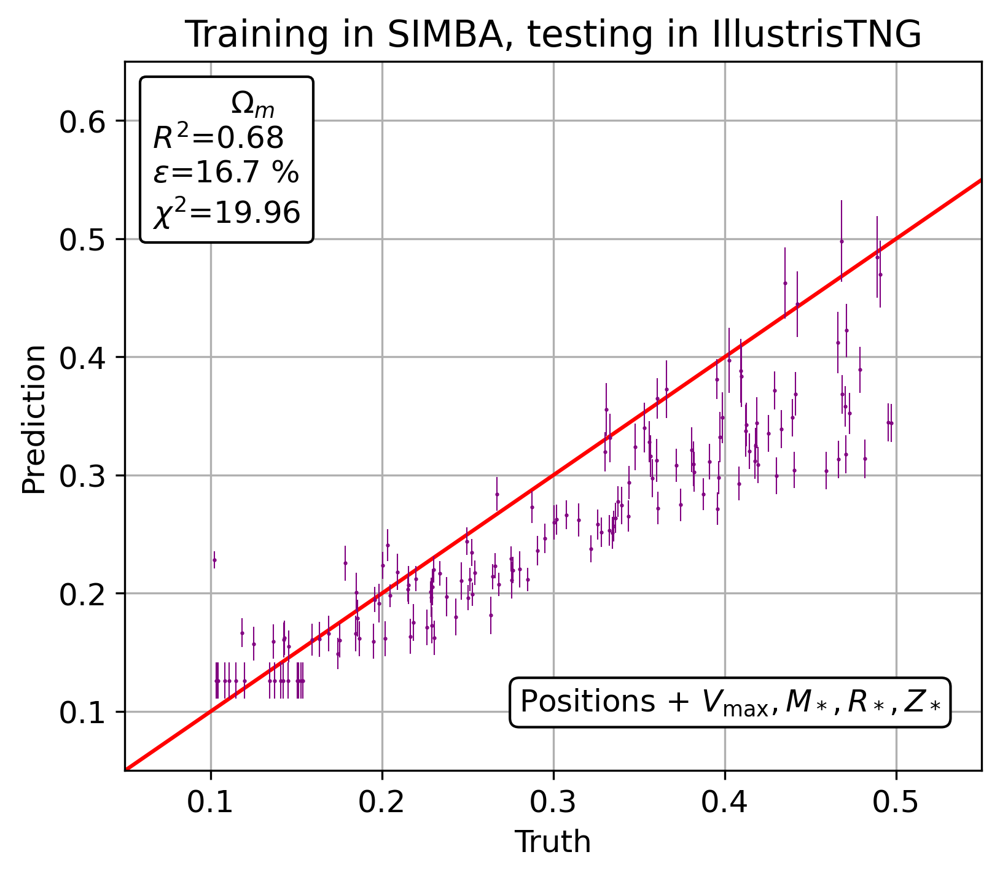 Training in SIMBA, testing in IllustrisTNG
Ωₘ
R²=0.68
ϵ=16.7 %
χ²=19.96
Positions + V_max, M_*, R_*, Z_*
Prediction
0.6
0.5
0.4
0.3
0.2
0.1
0.1 0.2 0.3 0.4 0.5
Truth